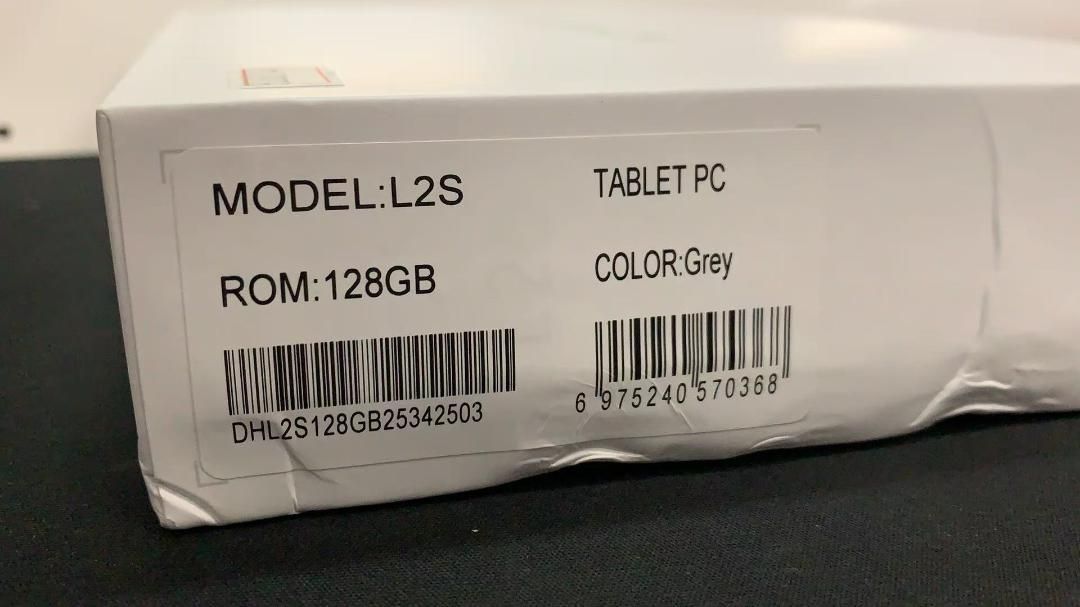 MODEL:L2S
TABLET PC
ROM:128GB
COLOR:Grey
DHL2S128GB25342503
6 975240 570368